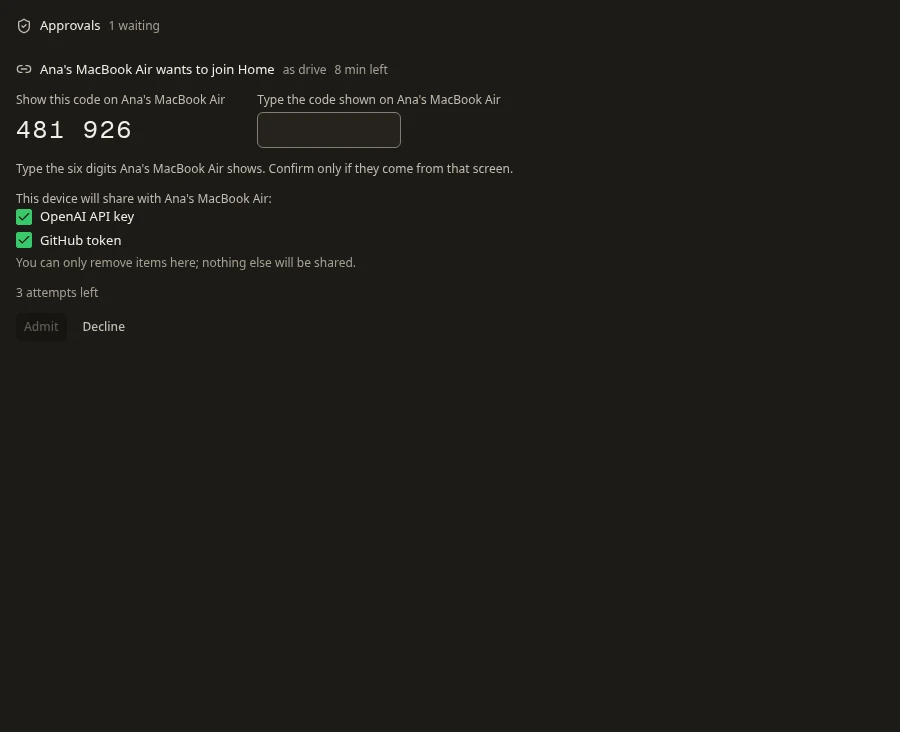 Approvals 1 waiting
Ana's MacBook Air wants to join Home as drive 8 min left
Show this code on Ana's MacBook Air
481 926
Type the code shown on Ana's MacBook Air
Type the six digits Ana's MacBook Air shows. Confirm only if they come from that screen.
This device will share with Ana's MacBook Air:
OpenAI API key
GitHub token
You can only remove items here; nothing else will be shared.
3 attempts left
Admit Decline